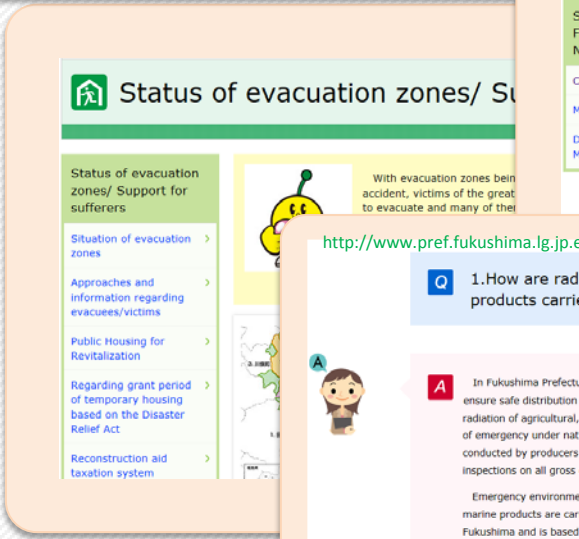 Status of evacuation zones/ Su
Status of evacuation
zones/ Support for
sufferers
Situation of evacuation
zones
Approaches and
information regarding
evacuees/victims
Public Housing for
Revitalization
Regarding grant period
of temporary housing
based on the Disaster
Relief Act
Reconstruction aid
taxation system
With evacuation zones bein
accident, victims of the great
to evacuate and many of the
http://www.pref.fukushima.lg.jp.e
Q
1.How are rad
products carrie
A
A
In Fukushima Prefectu
ensure safe distribution
radiation of agricultural,
of emergency under nat
conducted by producers
inspections on all gross
Emergency environme
marine products are car
Fukushima and is based